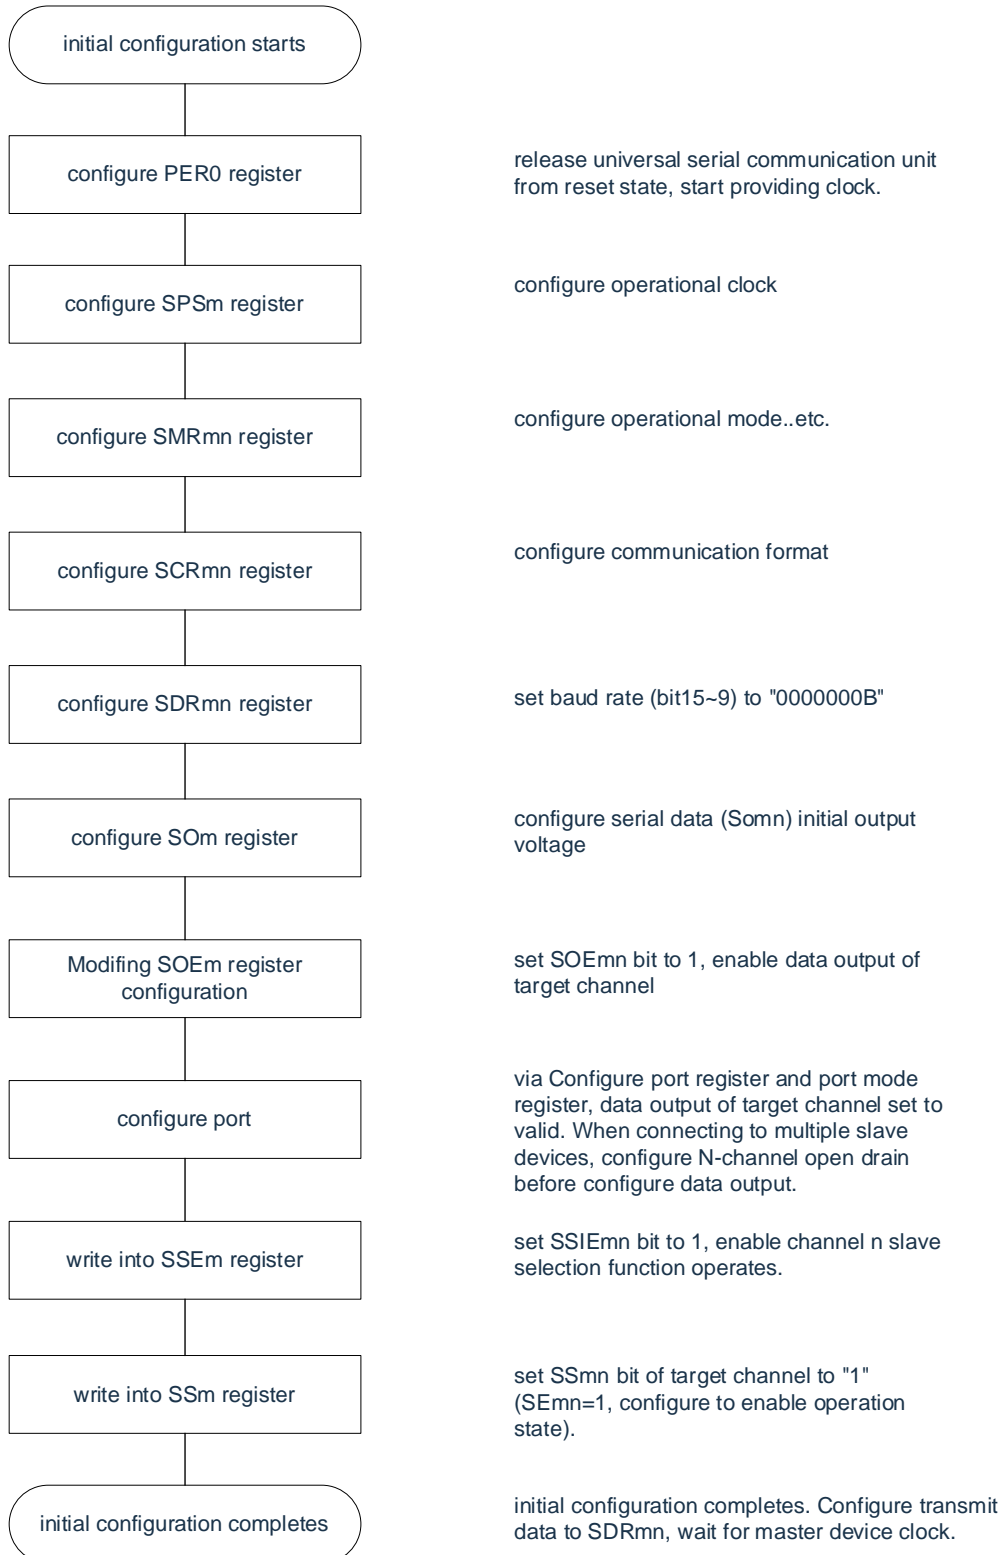 initial configuration starts
configure PER0 register
release universal serial communication unit
from reset state, start providing clock.
configure SPSm register
configure operational clock
configure SMRmn register
configure operational mode..etc.
configure SCRmn register
configure communication format
configure SDRmn register
set baud rate (bit15~9) to "0000000B"
configure SOm register
configure serial data (Somn) initial output
voltage
Modifing SOEm register
configuration
set SOEmn bit to 1, enable data output of
target channel
configure port
via Configure port register and port mode
register, data output of target channel set to
valid. When connecting to multiple slave
devices, configure N-channel open drain
before configure data output.
write into SSEm register
set SSIEmn bit to 1, enable channel n slave
selection function operates.
write into SSm register
set SSmn bit of target channel to "1"
(SEmn=1, configure to enable operation
state).
initial configuration completes
initial configuration completes. Configure transmit
data to SDRmn, wait for master device clock.